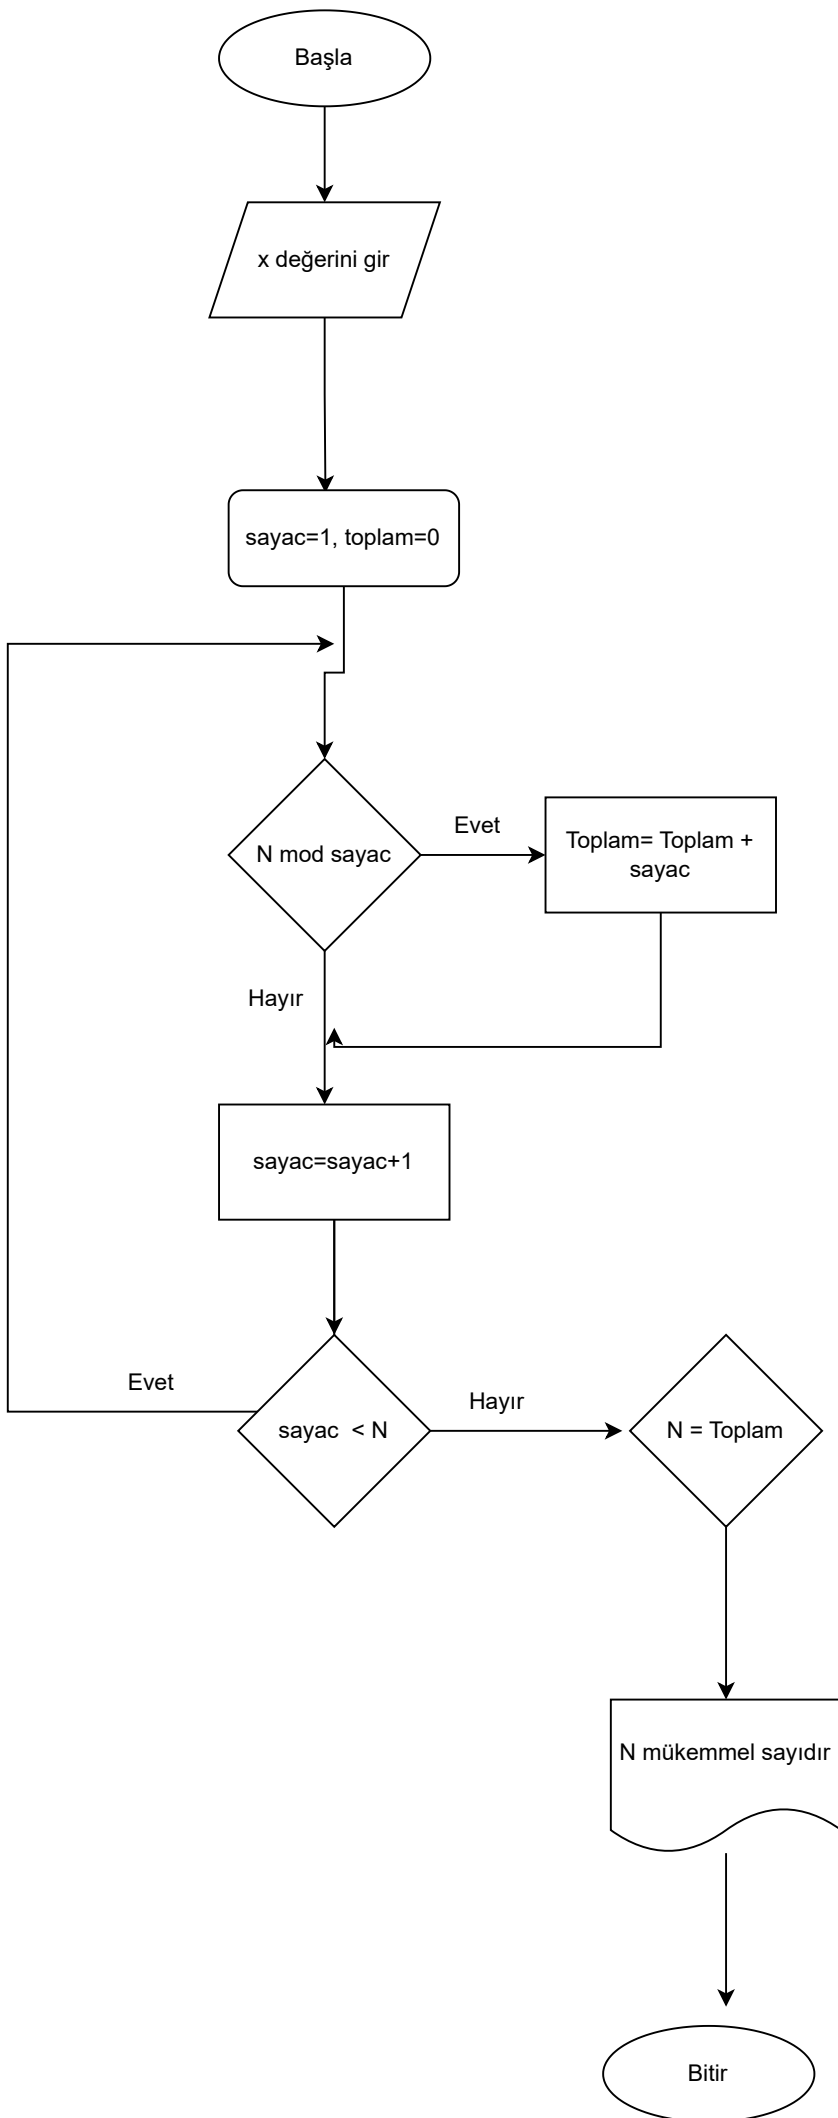 Başla
x değerini gir
sayac=1, toplam=0
N mod sayac
Evet
Toplam= Toplam +
sayac
Hayır
sayac=sayac+1
Evet
sayac  < N
Hayır
N = Toplam
N mükemmel sayıdır
Bitir